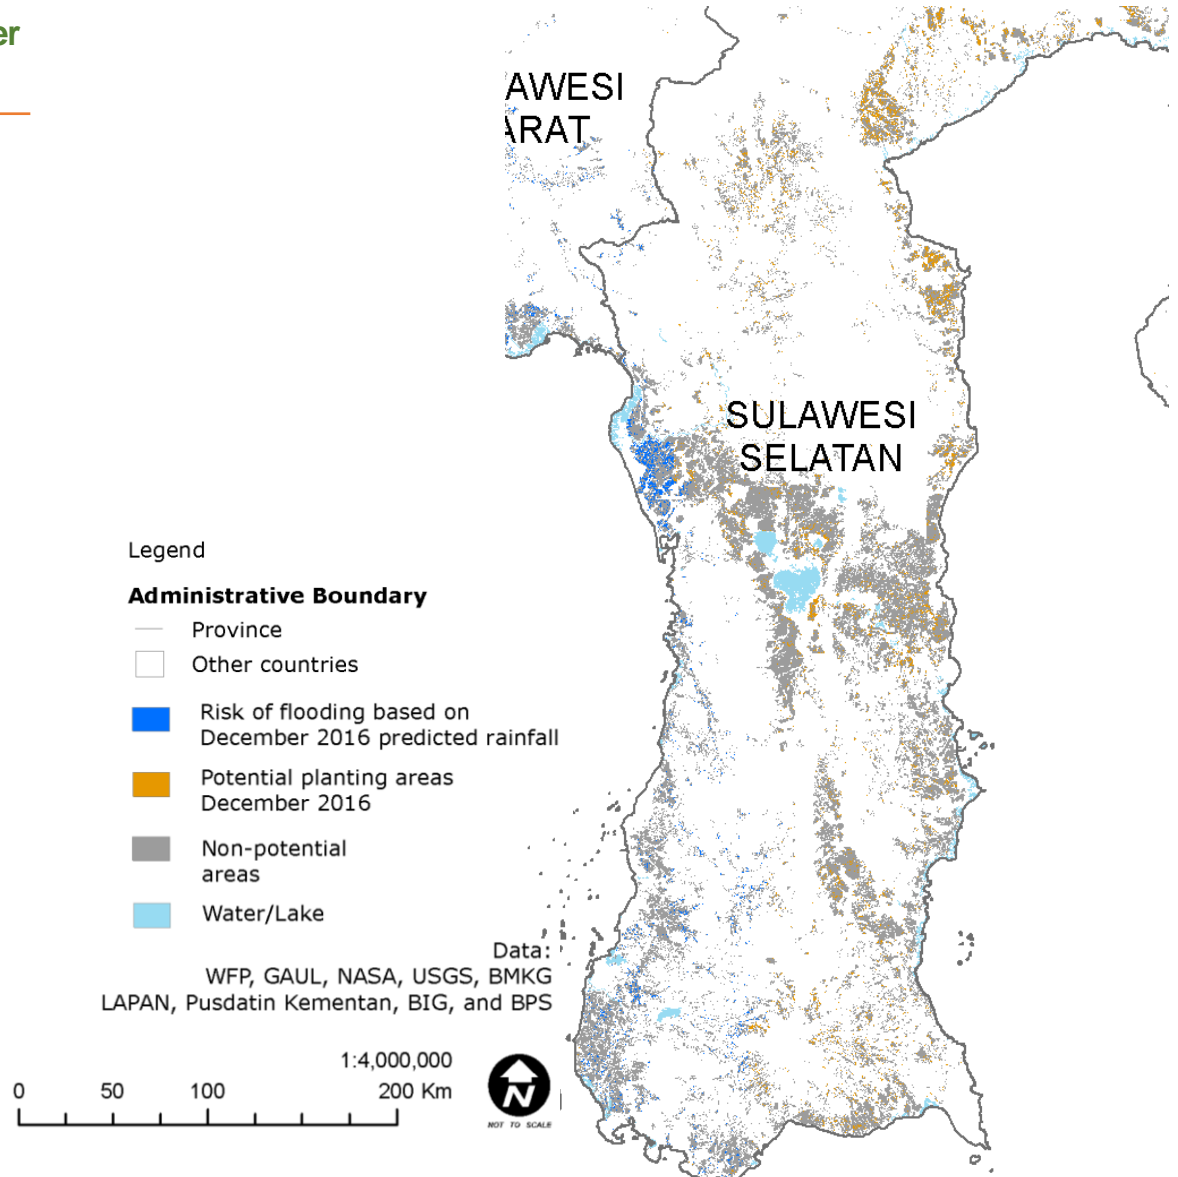 er
AWESI
ARAT
SULAWESI
SELATAN
Legend
Administrative Boundary
Province
Other countries
Risk of flooding based on
December 2016 predicted rainfall
Potential planting areas
December 2016
Non-potential
areas
Water/Lake
Data:
WFP, GAUL, NASA, USGS, BMKG
LAPAN, Pusdatin Kementan, BIG, and BPS
1:4,000,000
0 50 100 200 Km
N
NOT TO SCALE